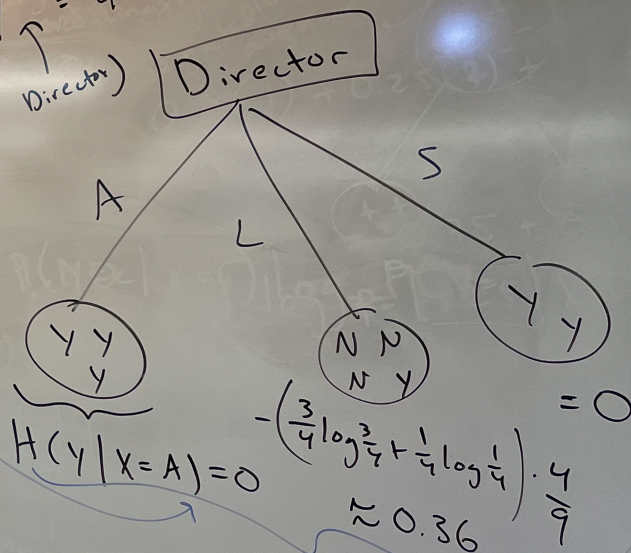 Director)
Director
A
L
S
Y Y
Y
N N
N Y
Y
Y
H(Y|X=A)=0
-(3/4 log 3/4 + 1/4 log 1/4) · 4/9
≈ 0.36
= 0